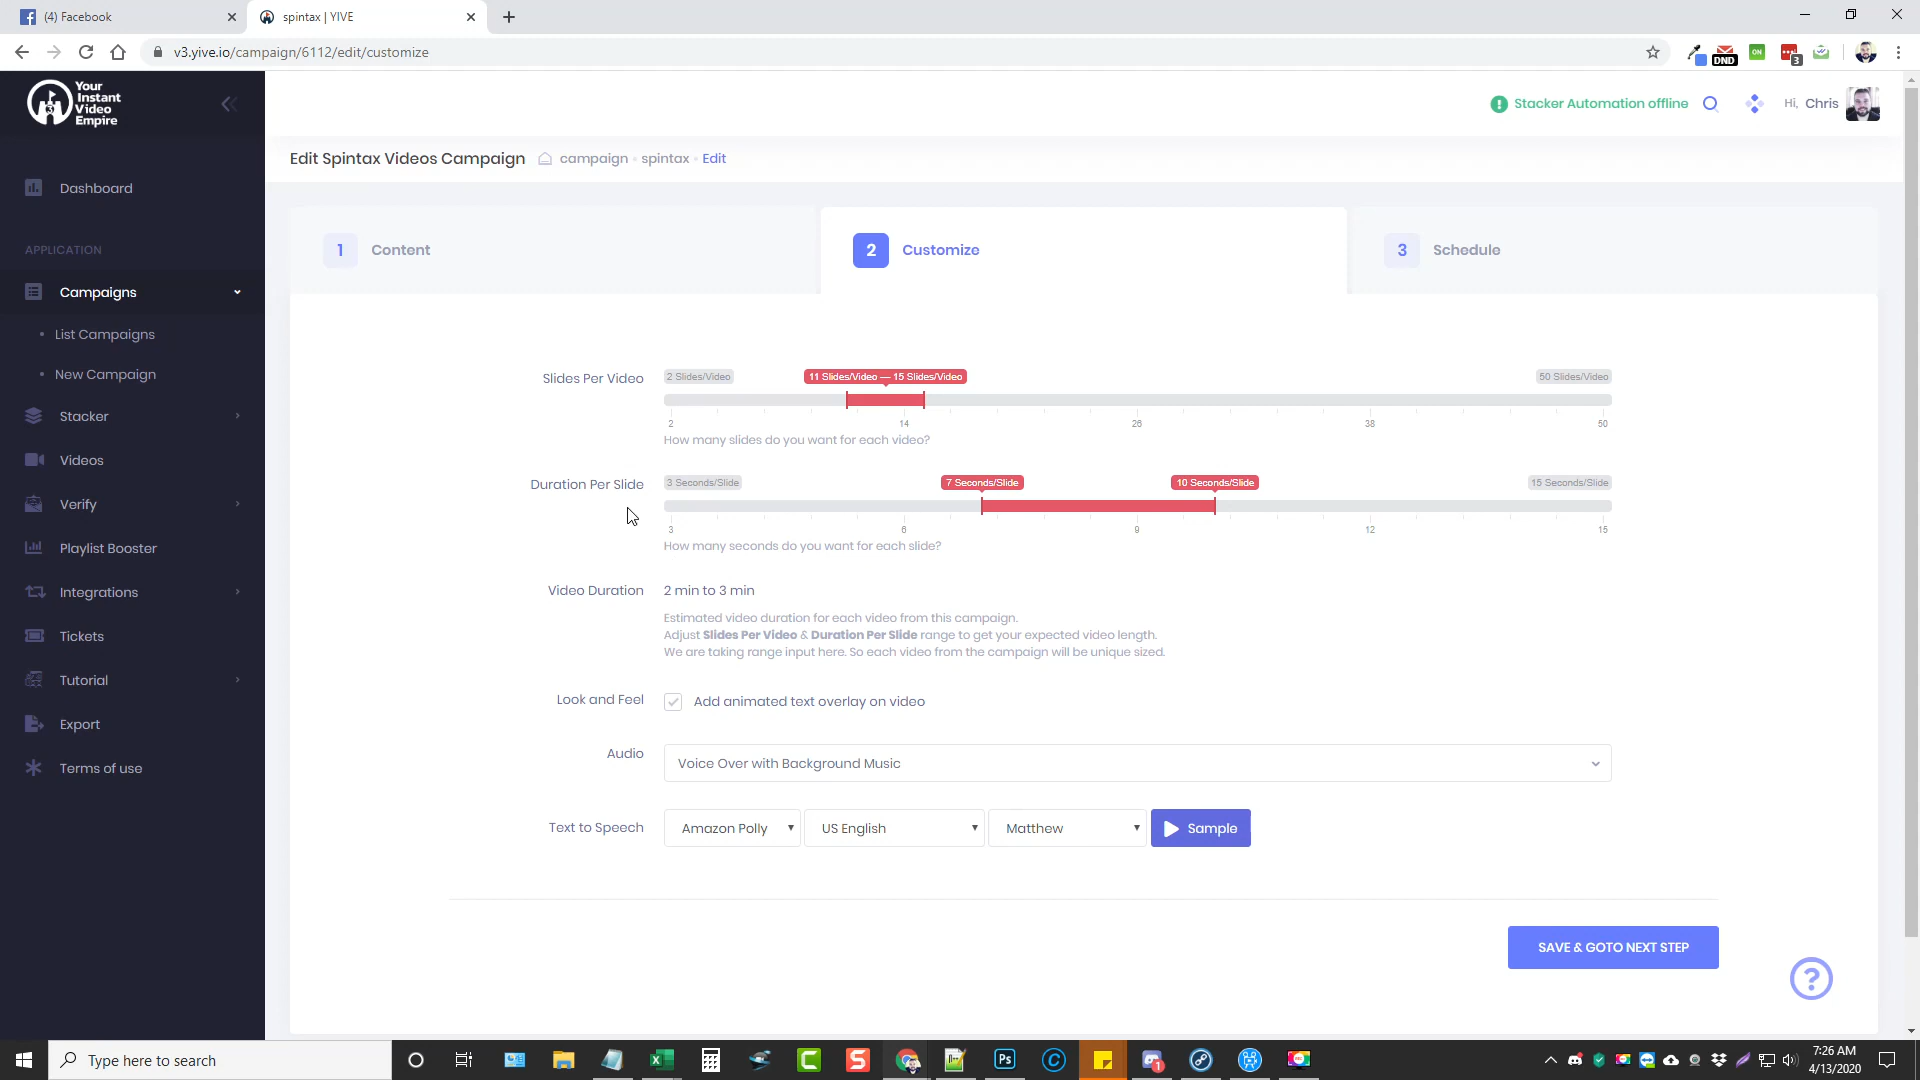 (4) Facebook
spintax | YIVE
v3.yive.io/campaign/6112/edit/customize
ON
DND
3
Your
Instant
Video
Empire
Stacker Automation offline
Hi, Chris
Edit Spintax Videos Campaign
campaign • spintax • Edit
Dashboard
APPLICATION
Campaigns
List Campaigns
New Campaign
Stacker
Videos
Verify
Playlist Booster
Integrations
Tickets
Tutorial
Export
Terms of use
1 Content
2 Customize
3 Schedule
Slides Per Video
2 Slides/Video
11 Slides/Video — 15 Slides/Video
50 Slides/Video
2 14 26 38 50
How many slides do you want for each video?
Duration Per Slide
3 Seconds/Slide
7 Seconds/Slide
10 Seconds/Slide
15 Seconds/Slide
3 6 9 12 15
How many seconds do you want for each slide?
Video Duration
2 min to 3 min
Estimated video duration for each video from this campaign.
Adjust Slides Per Video & Duration Per Slide range to get your expected video length.
We are taking range input here. So each video from the campaign will be unique sized.
Look and Feel
Add animated text overlay on video
Audio
Voice Over with Background Music
Text to Speech
Amazon Polly
US English
Matthew
Sample
SAVE & GOTO NEXT STEP
?
Type here to search
Ps
1
7:26 AM
4/13/2020